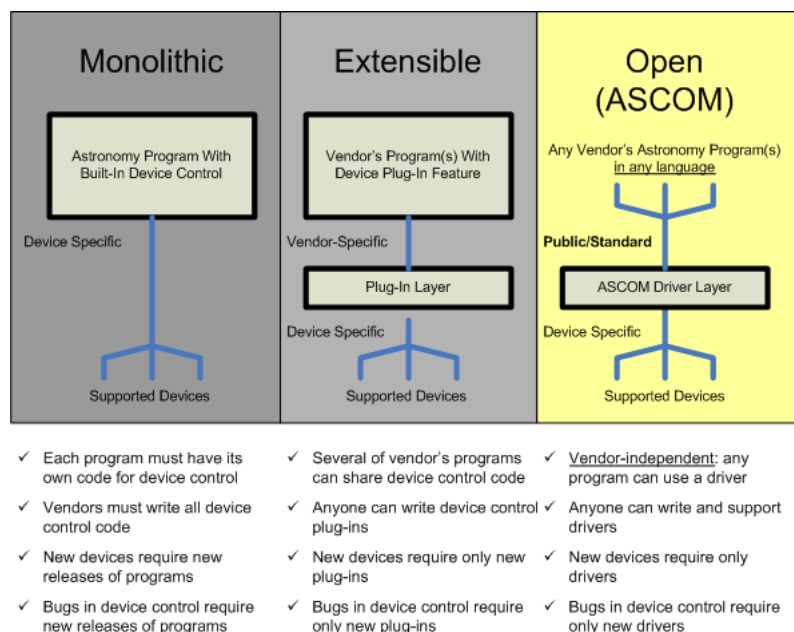 Monolithic
Astronomy Program With
Built-In Device Control
Device Specific
Supported Devices
Extensible
Vendor's Program(s) With
Device Plug-In Feature
Vendor-Specific
Plug-In Layer
Device Specific
Supported Devices
Open
(ASCOM)
Any Vendor's Astronomy Program(s)
in any language
Public/Standard
ASCOM Driver Layer
Device Specific
Supported Devices
✓ Each program must have its
own code for device control
✓ Vendors must write all device
control code
✓ New devices require new
releases of programs
✓ Bugs in device control require
new releases of programs
✓ Several of vendor's programs
can share device control code
✓ Anyone can write device control
plug-ins
✓ New devices require only new
plug-ins
✓ Bugs in device control require
only new plug-ins
✓ Vendor-independent: any
program can use a driver
✓ Anyone can write and support
drivers
✓ New devices require only
drivers
✓ Bugs in device control require
only new drivers